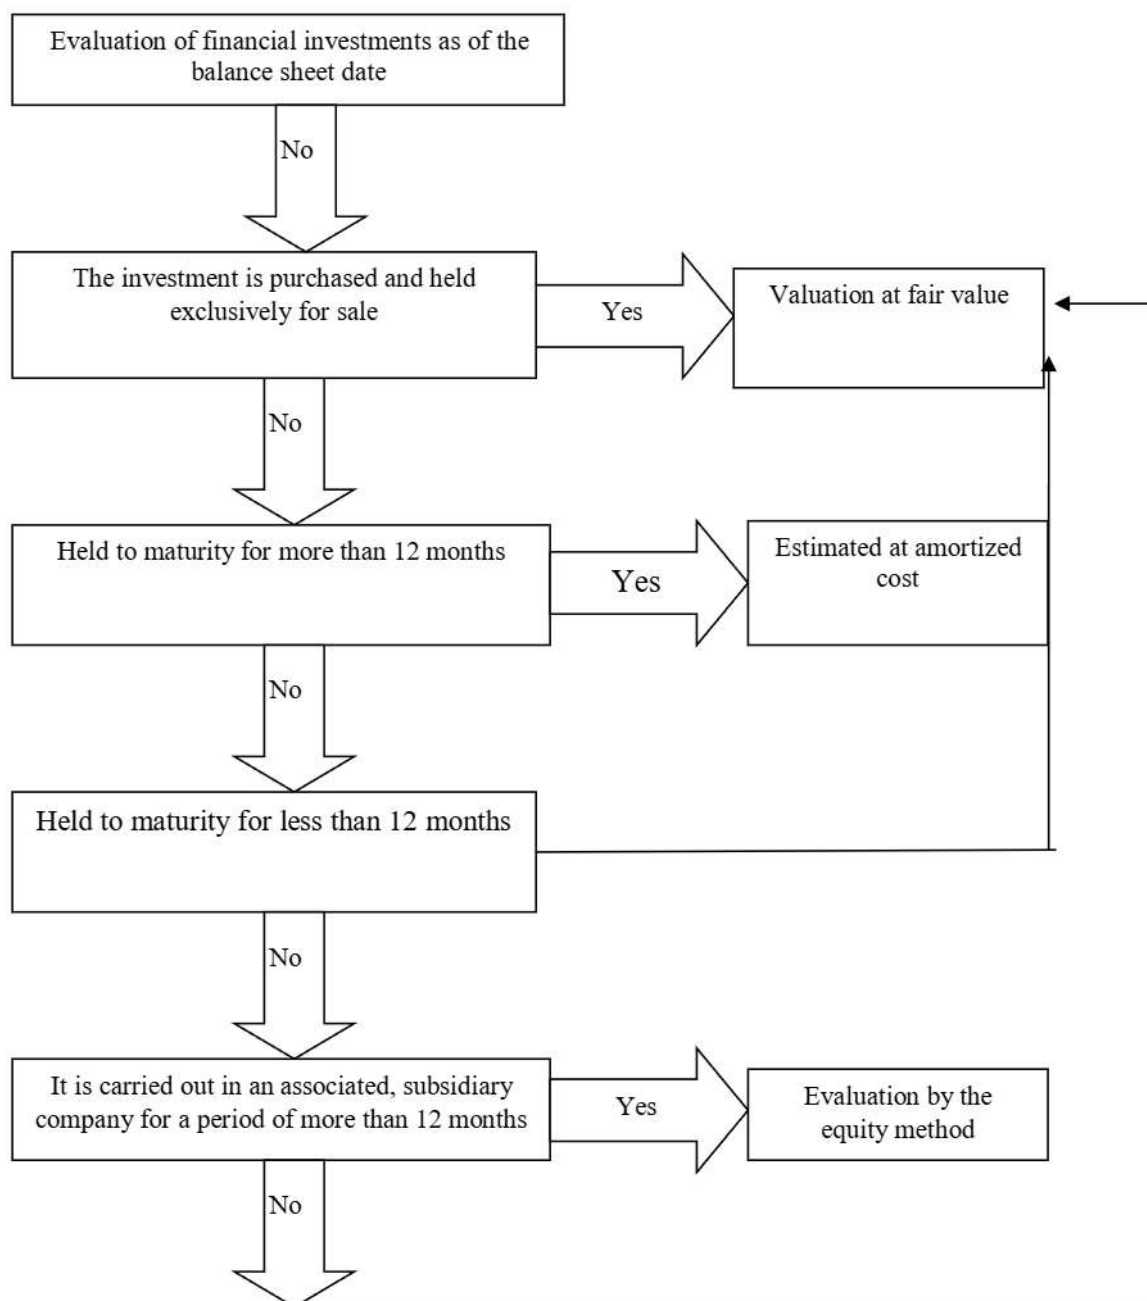 Evaluation of financial investments as of the
balance sheet date
No
The investment is purchased and held
exclusively for sale
Yes
Valuation at fair value
No
Held to maturity for more than 12 months
Yes
Estimated at amortized
cost
No
Held to maturity for less than 12 months
No
It is carried out in an associated, subsidiary
company for a period of more than 12 months
Yes
Evaluation by the
equity method
No